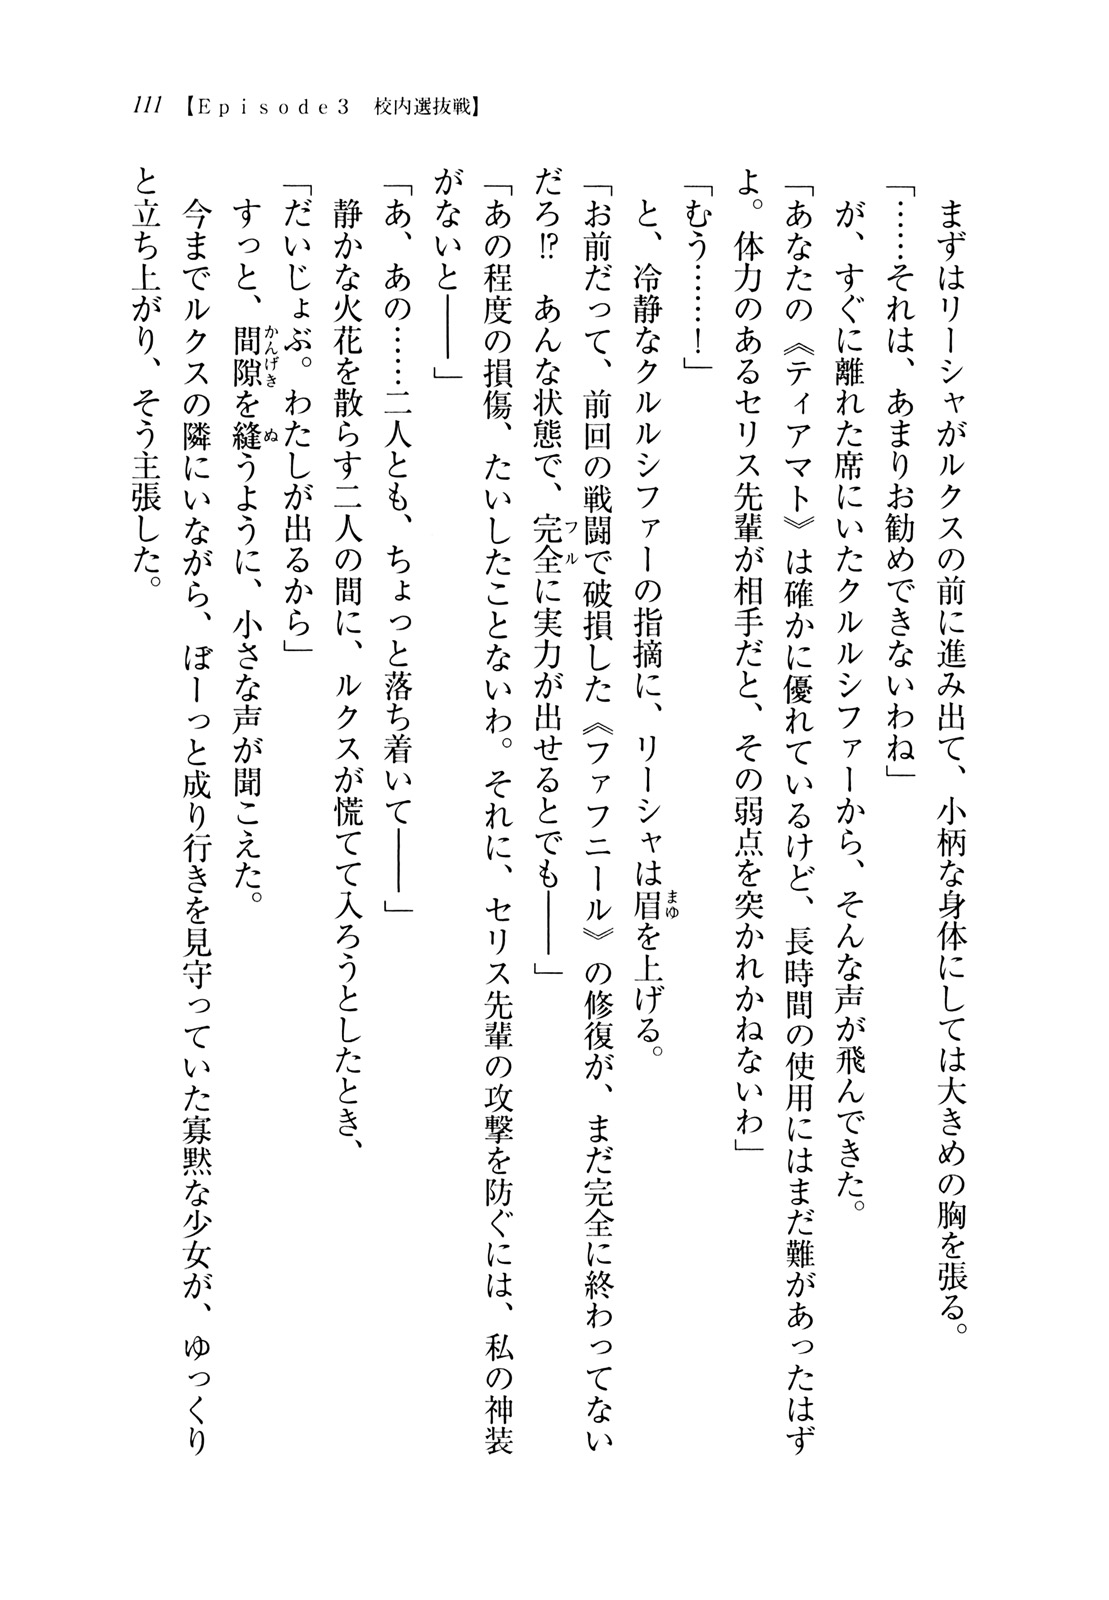 111 【Ｅｐｉｓｏｄｅ３　校内選抜戦】
　まずはリーシャがルクスの前に進み出て、小柄な身体にしては大きめの胸を張る。
「……それは、あまりお勧めできないわね」
　が、すぐに離れた席にいたクルルシファーから、そんな声が飛んできた。
「あなたの《ティアマト》は確かに優れているけど、長時間の使用にはまだ難があったはず
よ。体力のあるセリス先輩が相手だと、その弱点を突かれかねないわ」
「むう……！」
　と、冷静なクルルシファーの指摘に、リーシャは眉を上げる。
「お前だって、前回の戦闘で破損した《ファフニール》の修復が、まだ完全に終わってない
だろ!?　あんな状態で、完全に実力が出せるとでも――」
「あの程度の損傷、たいしたことないわ。それに、セリス先輩の攻撃を防ぐには、私の神装
がないと――」
「あ、あの……二人とも、ちょっと落ち着いて――」
　静かな火花を散らす二人の間に、ルクスが慌てて入ろうとしたとき、
「だいじょぶ。わたしが出るから」
　すっと、間隙を縫うように、小さな声が聞こえた。
　今までルクスの隣にいながら、ぼーっと成り行きを見守っていた寡黙な少女が、ゆっくり
と立ち上がり、そう主張した。
まゆ
フル
かんげき
ぬ